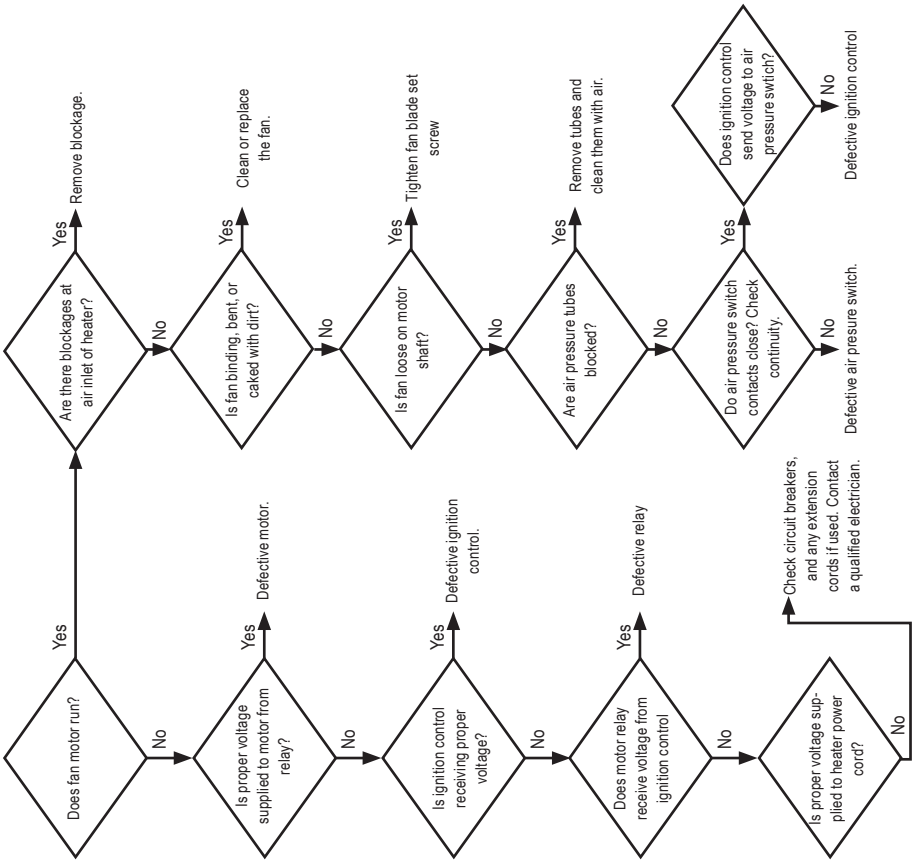 Does fan motor run?
Yes
No
Is proper voltage
supplied to motor from
relay?
Yes
Defective motor.
No
Is ignition control
receiving proper
voltage?
Yes
Defective ignition
control.
No
Does motor relay
receive voltage from
ignition control
Yes
Defective relay
No
Is proper voltage sup-
plied to heater power
cord?
No
Check circuit breakers,
and any extension
cords if used. Contact
a qualified electrician.
Are there blockages at
air inlet of heater?
Yes
Remove blockage.
No
Is fan binding, bent, or
caked with dirt?
Yes
Clean or replace
the fan.
No
Is fan loose on motor
shaft?
Yes
Tighten fan blade set
screw
No
Are air pressure tubes
blocked?
Yes
Remove tubes and
clean them with air.
No
Do air pressure switch
contacts close? Check
continuity.
Yes
No
Defective air pressure switch.
Does ignition control
send voltage to air
pressure swtich?
No
Defective ignition control